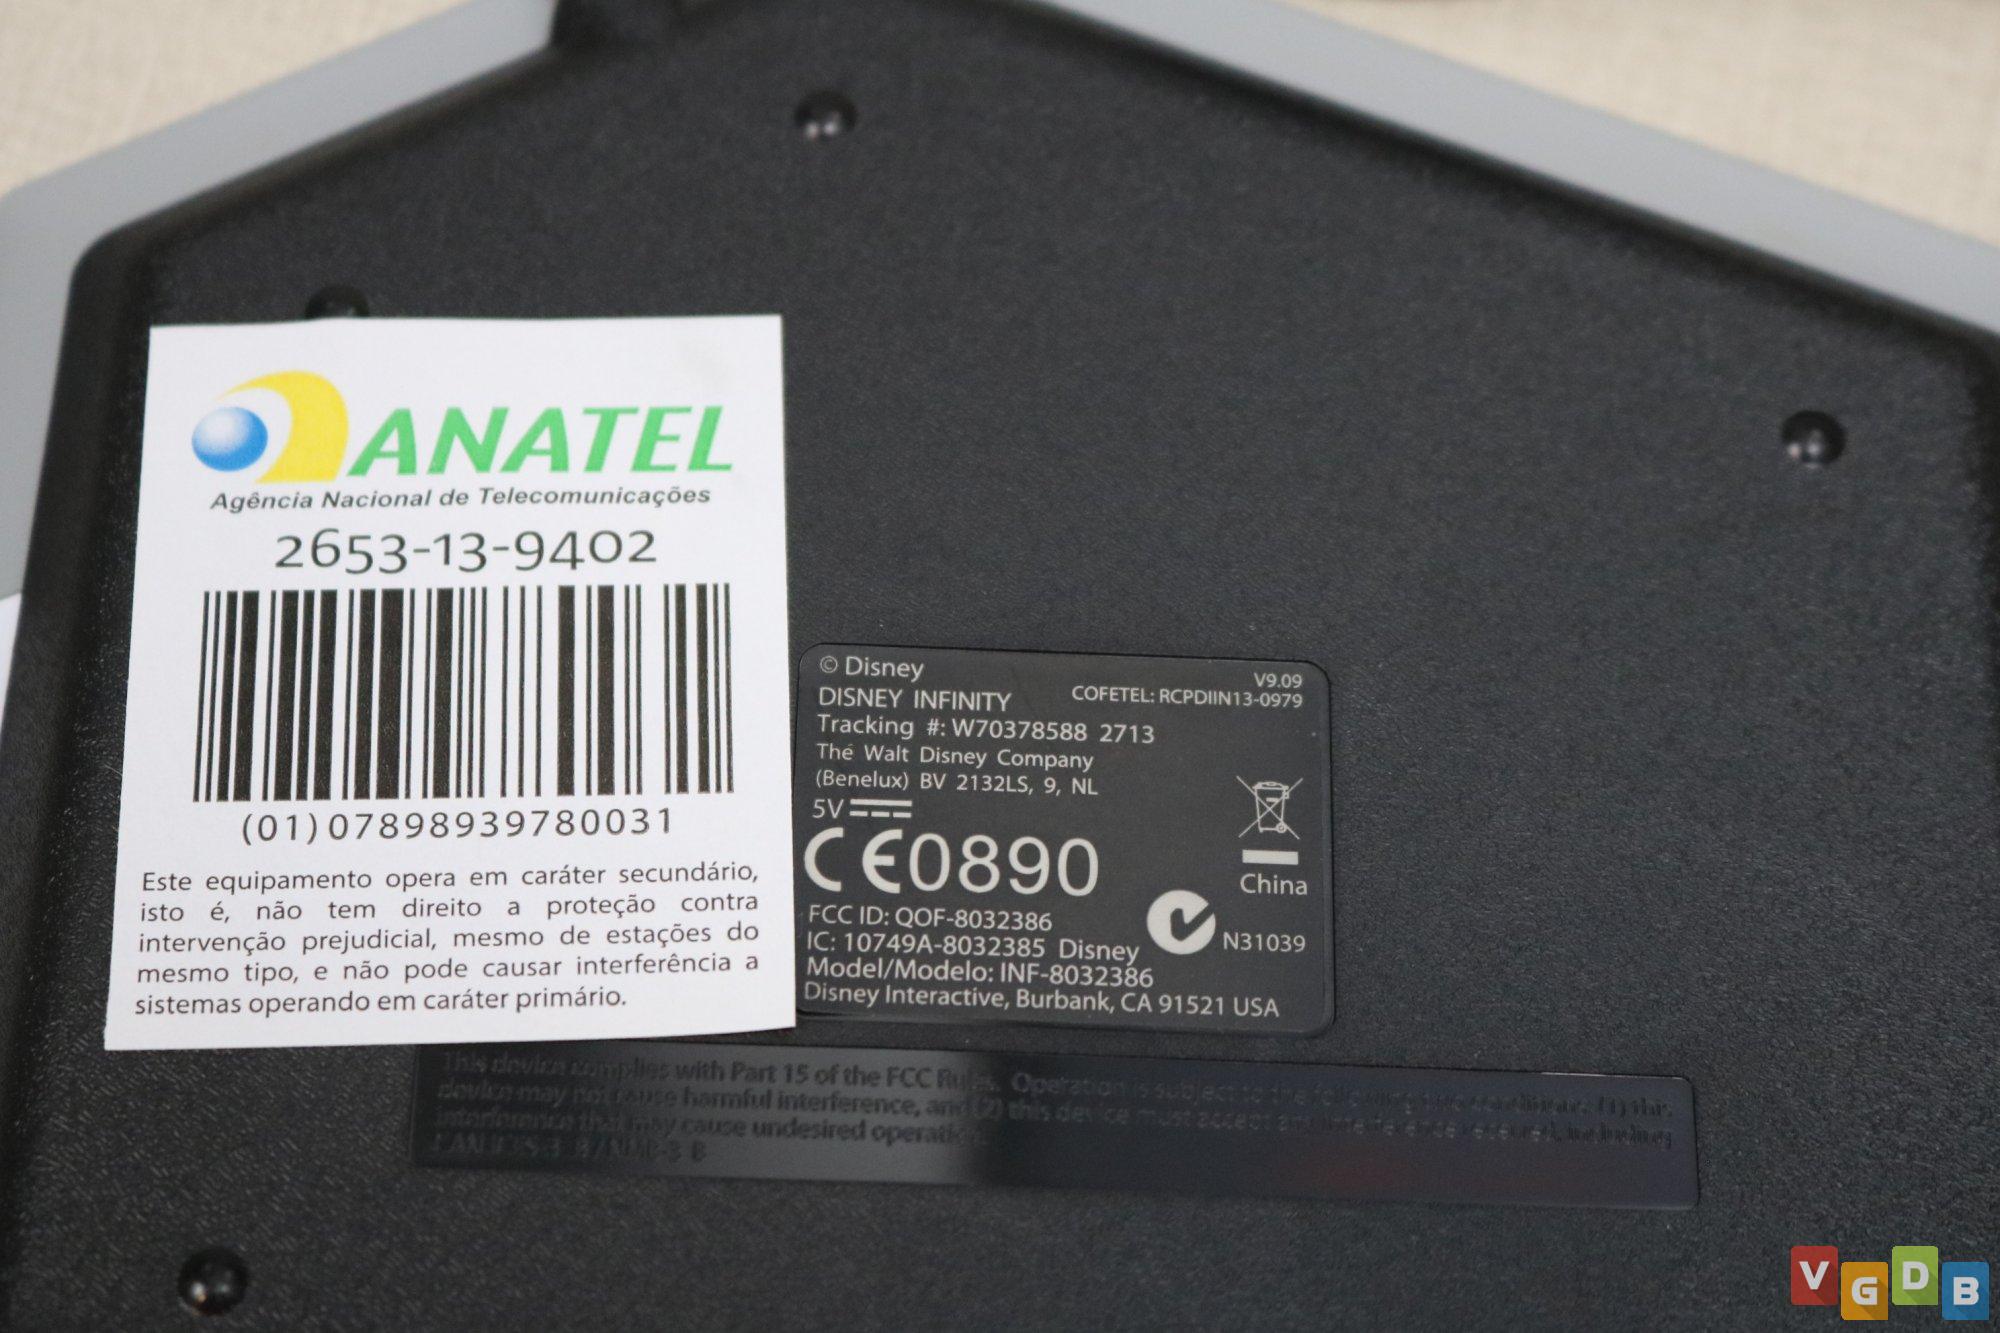 ANATEL
Agência Nacional de Telecomunicações
2653-13-9402
(01)07898939780031
Este equipamento opera em caráter secundário,
isto é, não tem direito a proteção contra
intervenção prejudicial, mesmo de estações do
mesmo tipo, e não pode causar interferência a
sistemas operando em caráter primário.
© Disney
V9.09
DISNEY INFINITY
COFETEL: RCPDIIN13-0979
Tracking #: W70378588 2713
The Walt Disney Company
(Benelux) BV 2132LS, 9, NL
5V
CE0890
China
FCC ID: QOF-8032386
N31039
IC: 10749A-8032385 Disney
Model/Modelo: INF-8032386
Disney Interactive, Burbank, CA 91521 USA
This device complies with Part 15 of the FCC Rules. Operation is subject to the following two conditions: (1) this
device may not cause harmful interference, and (2) this device must accept any interference received, including
interference that may cause undesired operation
VGDB